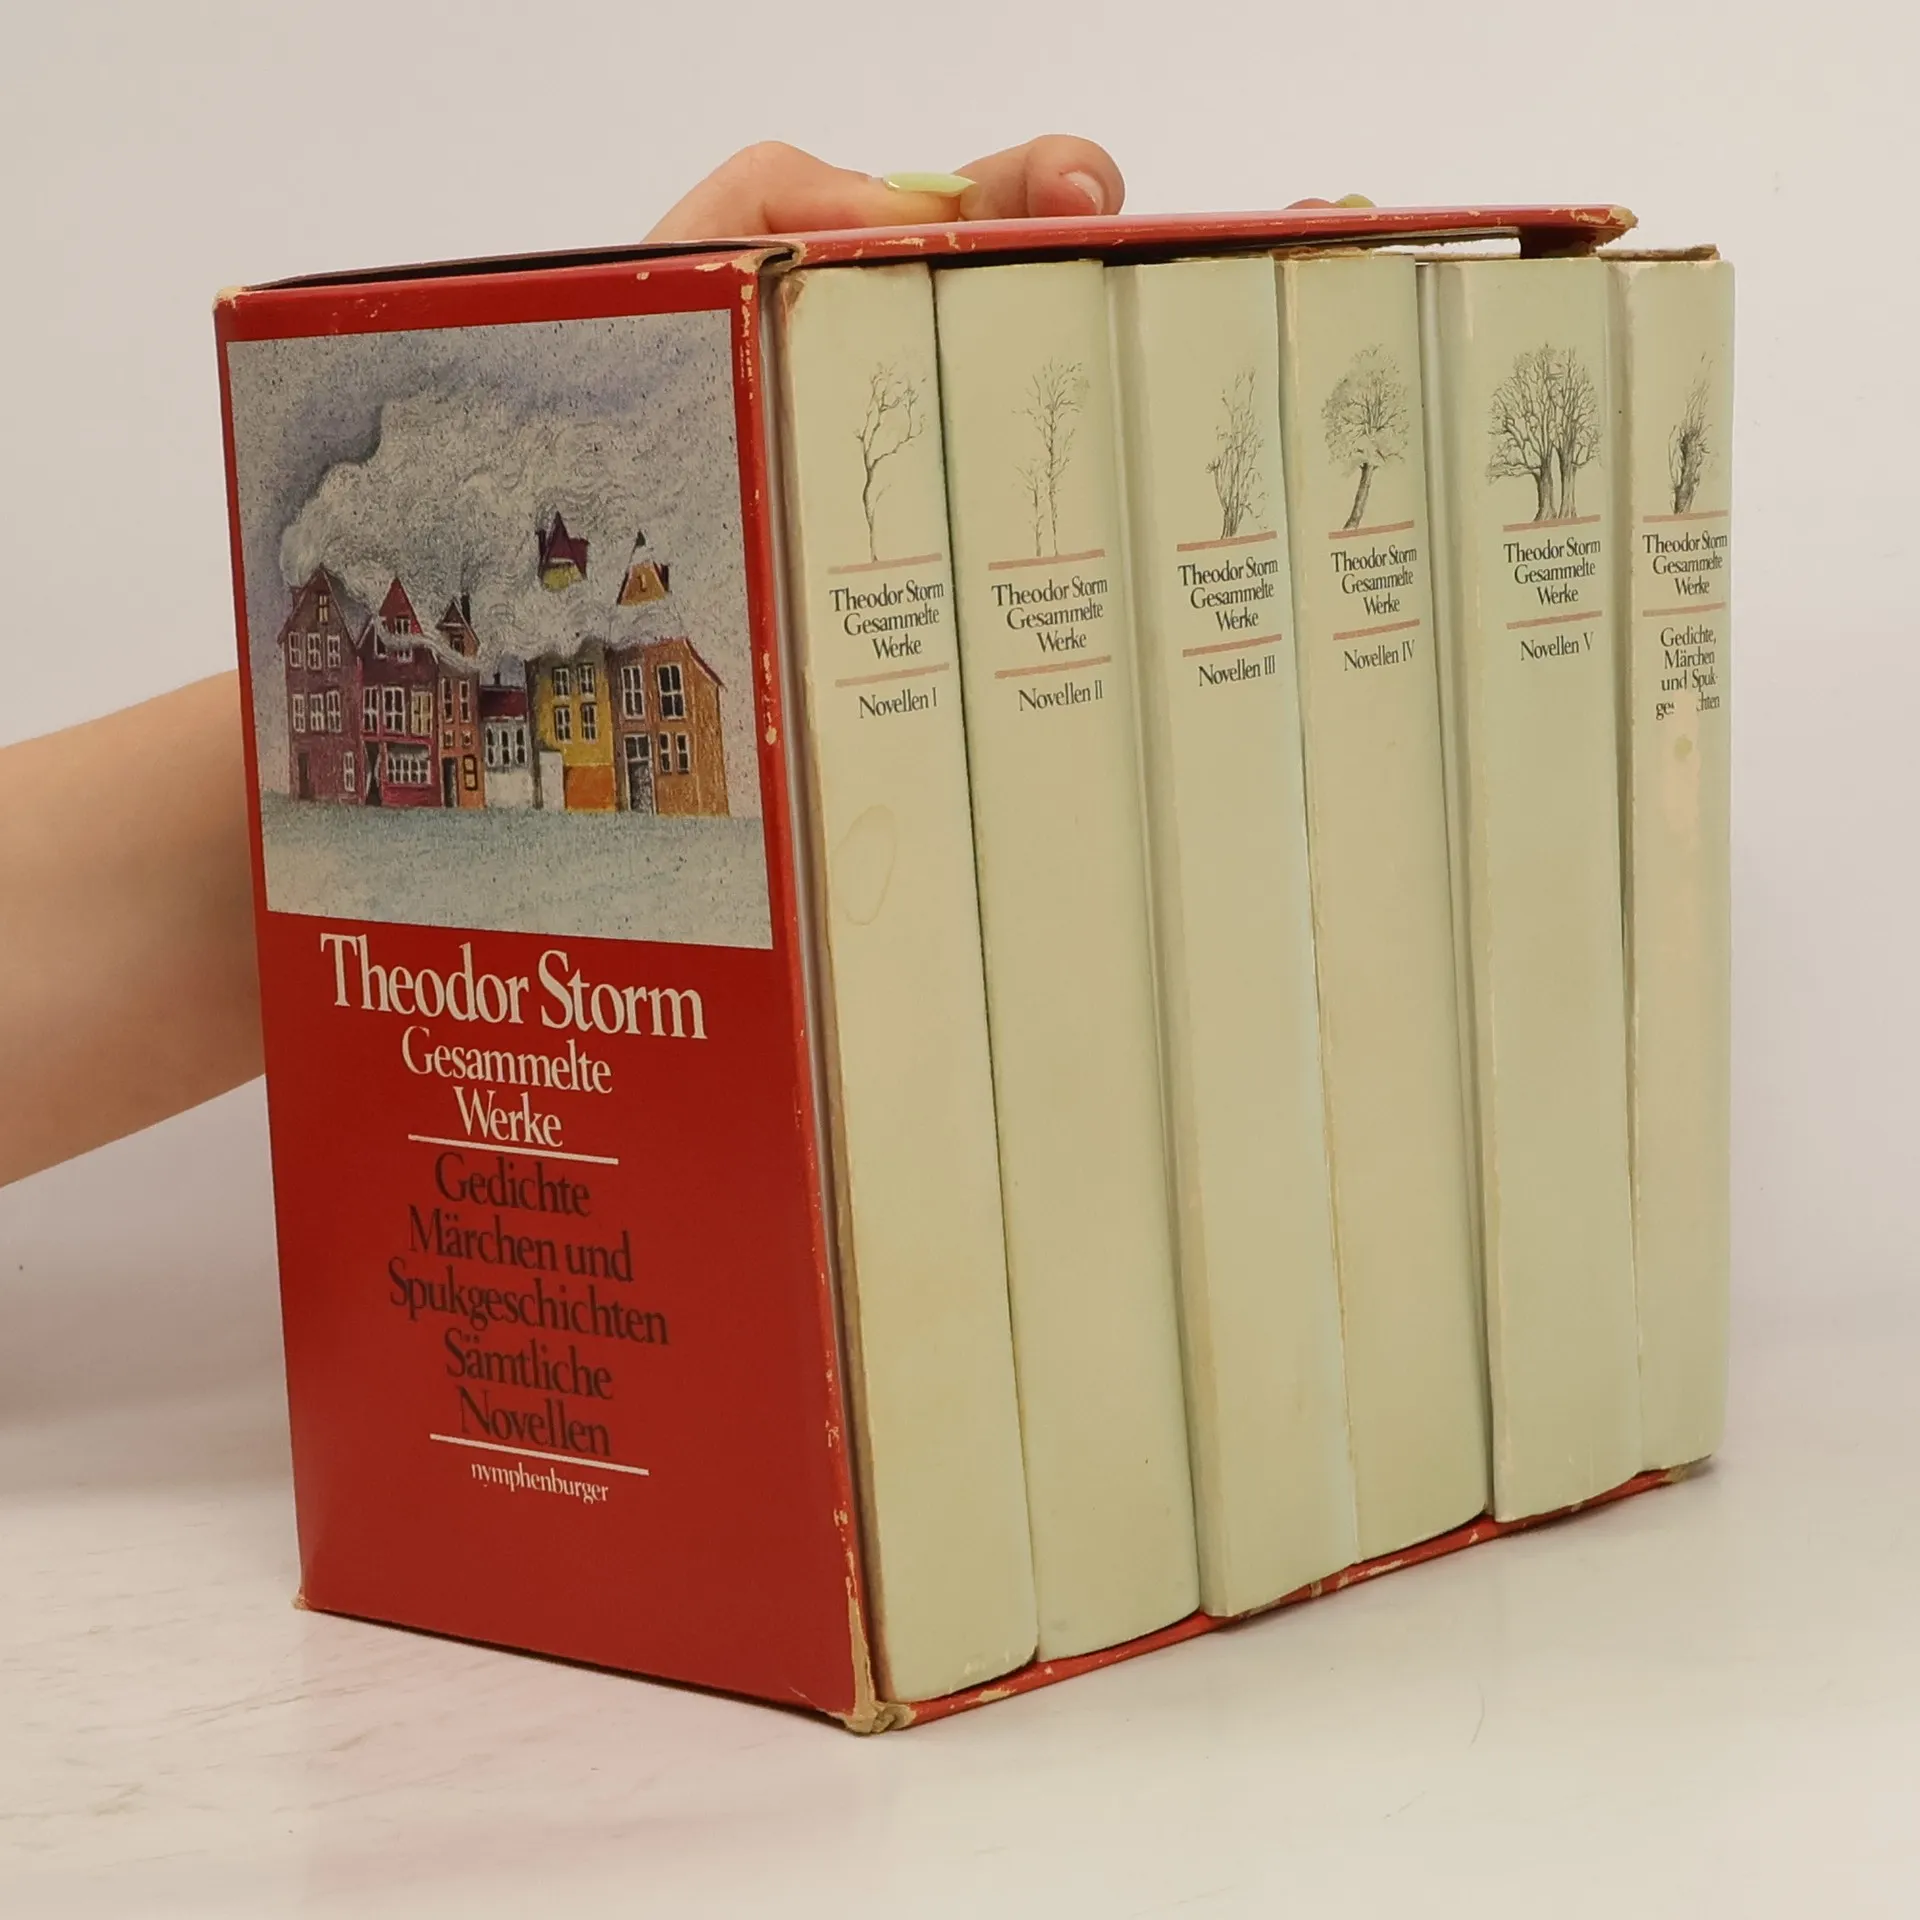 Theodor Storm
Gesammelte
Werke
Gedichte
Märchen und
Spukgeschichten
Sämtliche
Novellen
nymphenburger
Theodor Storm
Gesammelte
Werke
Novellen I
Theodor Storm
Gesammelte
Werke
Novellen II
Theodor Storm
Gesammelte
Werke
Novellen III
Theodor Storm
Gesammelte
Werke
Novellen IV
Theodor Storm
Gesammelte
Werke
Novellen V
Theodor Storm
Gesammelte
Werke
Gedichte,
Märchen
und Spuk-